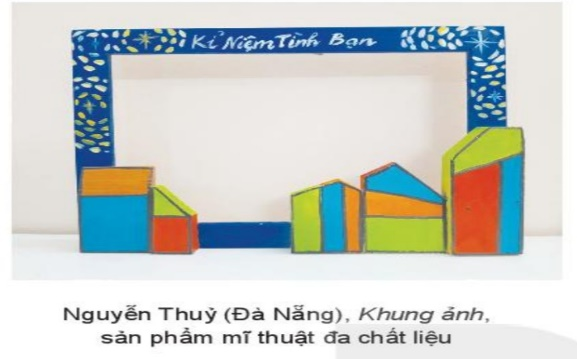 Kỉ Niệm Tình Bạn
Nguyễn Thuỷ (Đà Nẵng), Khung ảnh,
sản phẩm mĩ thuật đa chất liệu